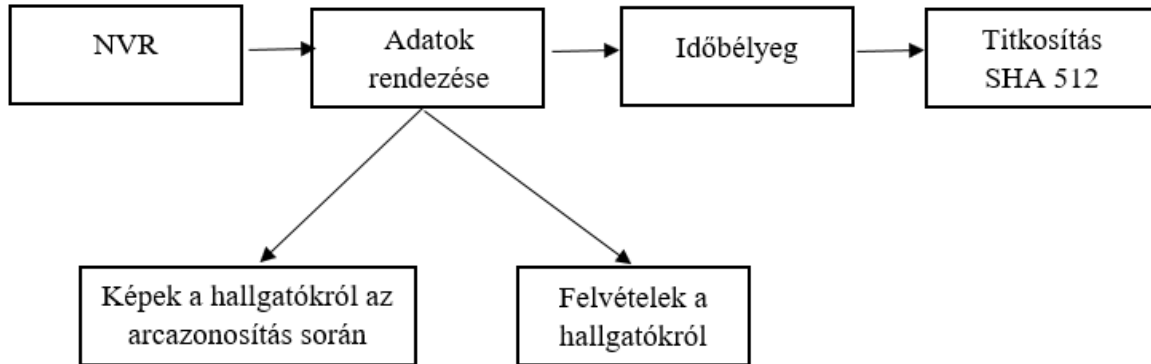 NVR
Adatok
rendezése
Időbélyeg
Titkosítás
SHA 512
Képek a hallgatókról az
arcazonosítás során
Felvételek a
hallgatókról